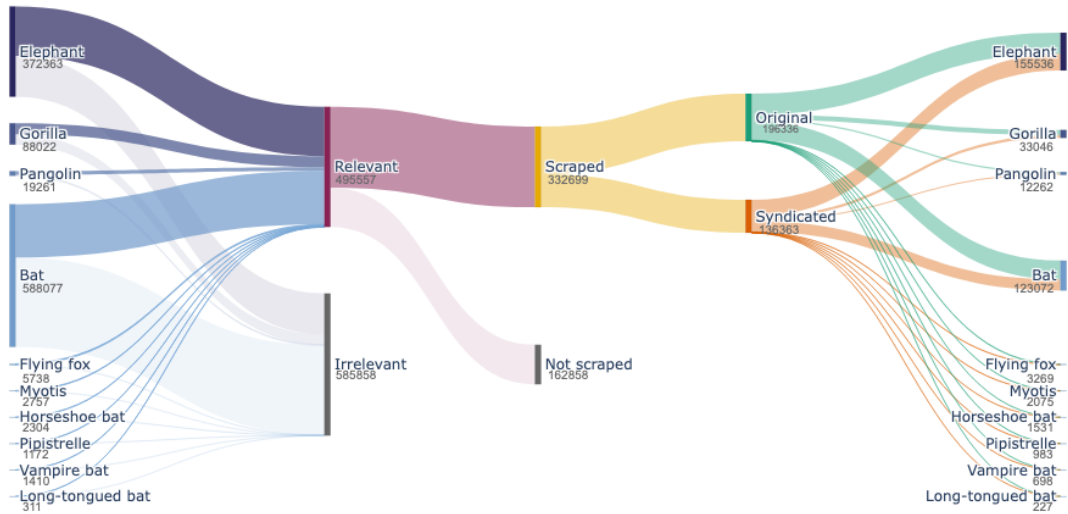 Elephant
372363
Gorilla
88022
Pangolin
19261
Bat
588077
Flying fox
5738
Myotis
2757
Horseshoe bat
2304
Pipistrelle
1172
Vampire bat
1410
Long-tongued bat
311
Relevant
495557
Irrelevant
585858
Scraped
332699
Not scraped
162858
Original
196336
Syndicated
136363
Elephant
155536
Gorilla
33046
Pangolin
12262
Bat
123072
Flying fox
3269
Myotis
2075
Horseshoe bat
1531
Pipistrelle
983
Vampire bat
698
Long-tongued bat
227